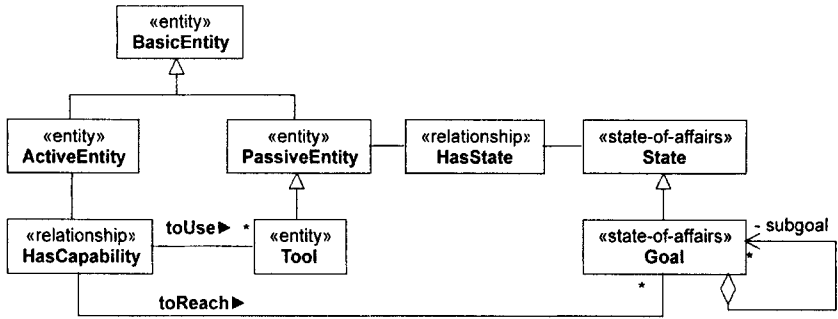 «entity»
BasicEntity
«entity»
ActiveEntity
«entity»
PassiveEntity
«relationship»
HasState
«state-of-affairs»
State
«relationship»
HasCapability
toUse▶ *
«entity»
Tool
«state-of-affairs»
Goal
- subgoal
*
*
toReach▶